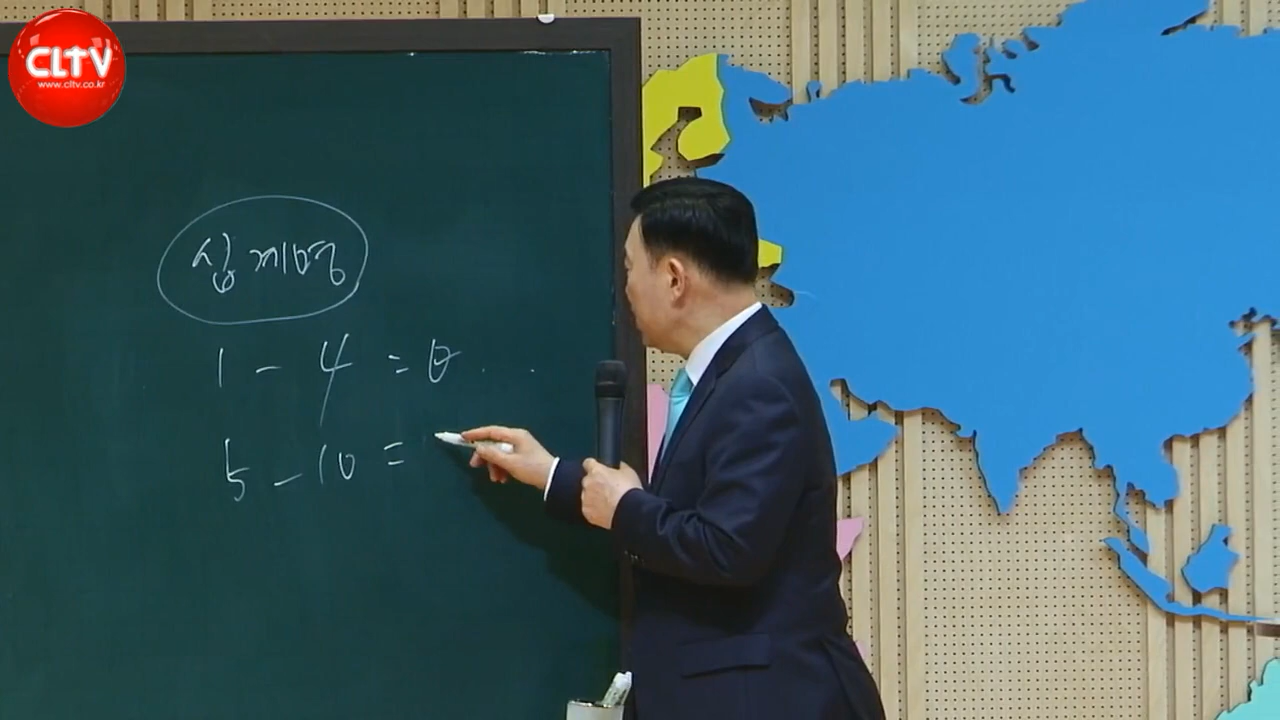 CLTV
www.cltv.co.kr
십계명
1 - 4 = θ . .
5 - 10 =